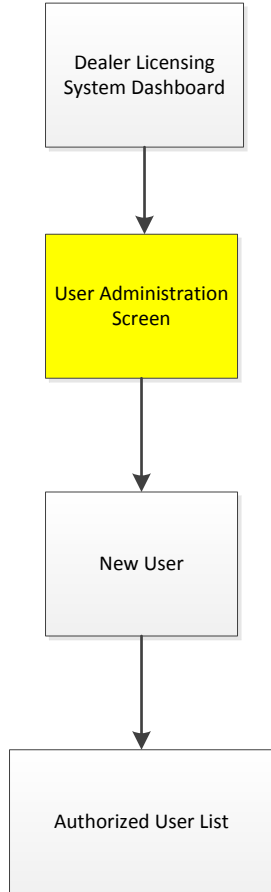 Dealer Licensing
System Dashboard
User Administration
Screen
New User
Authorized User List